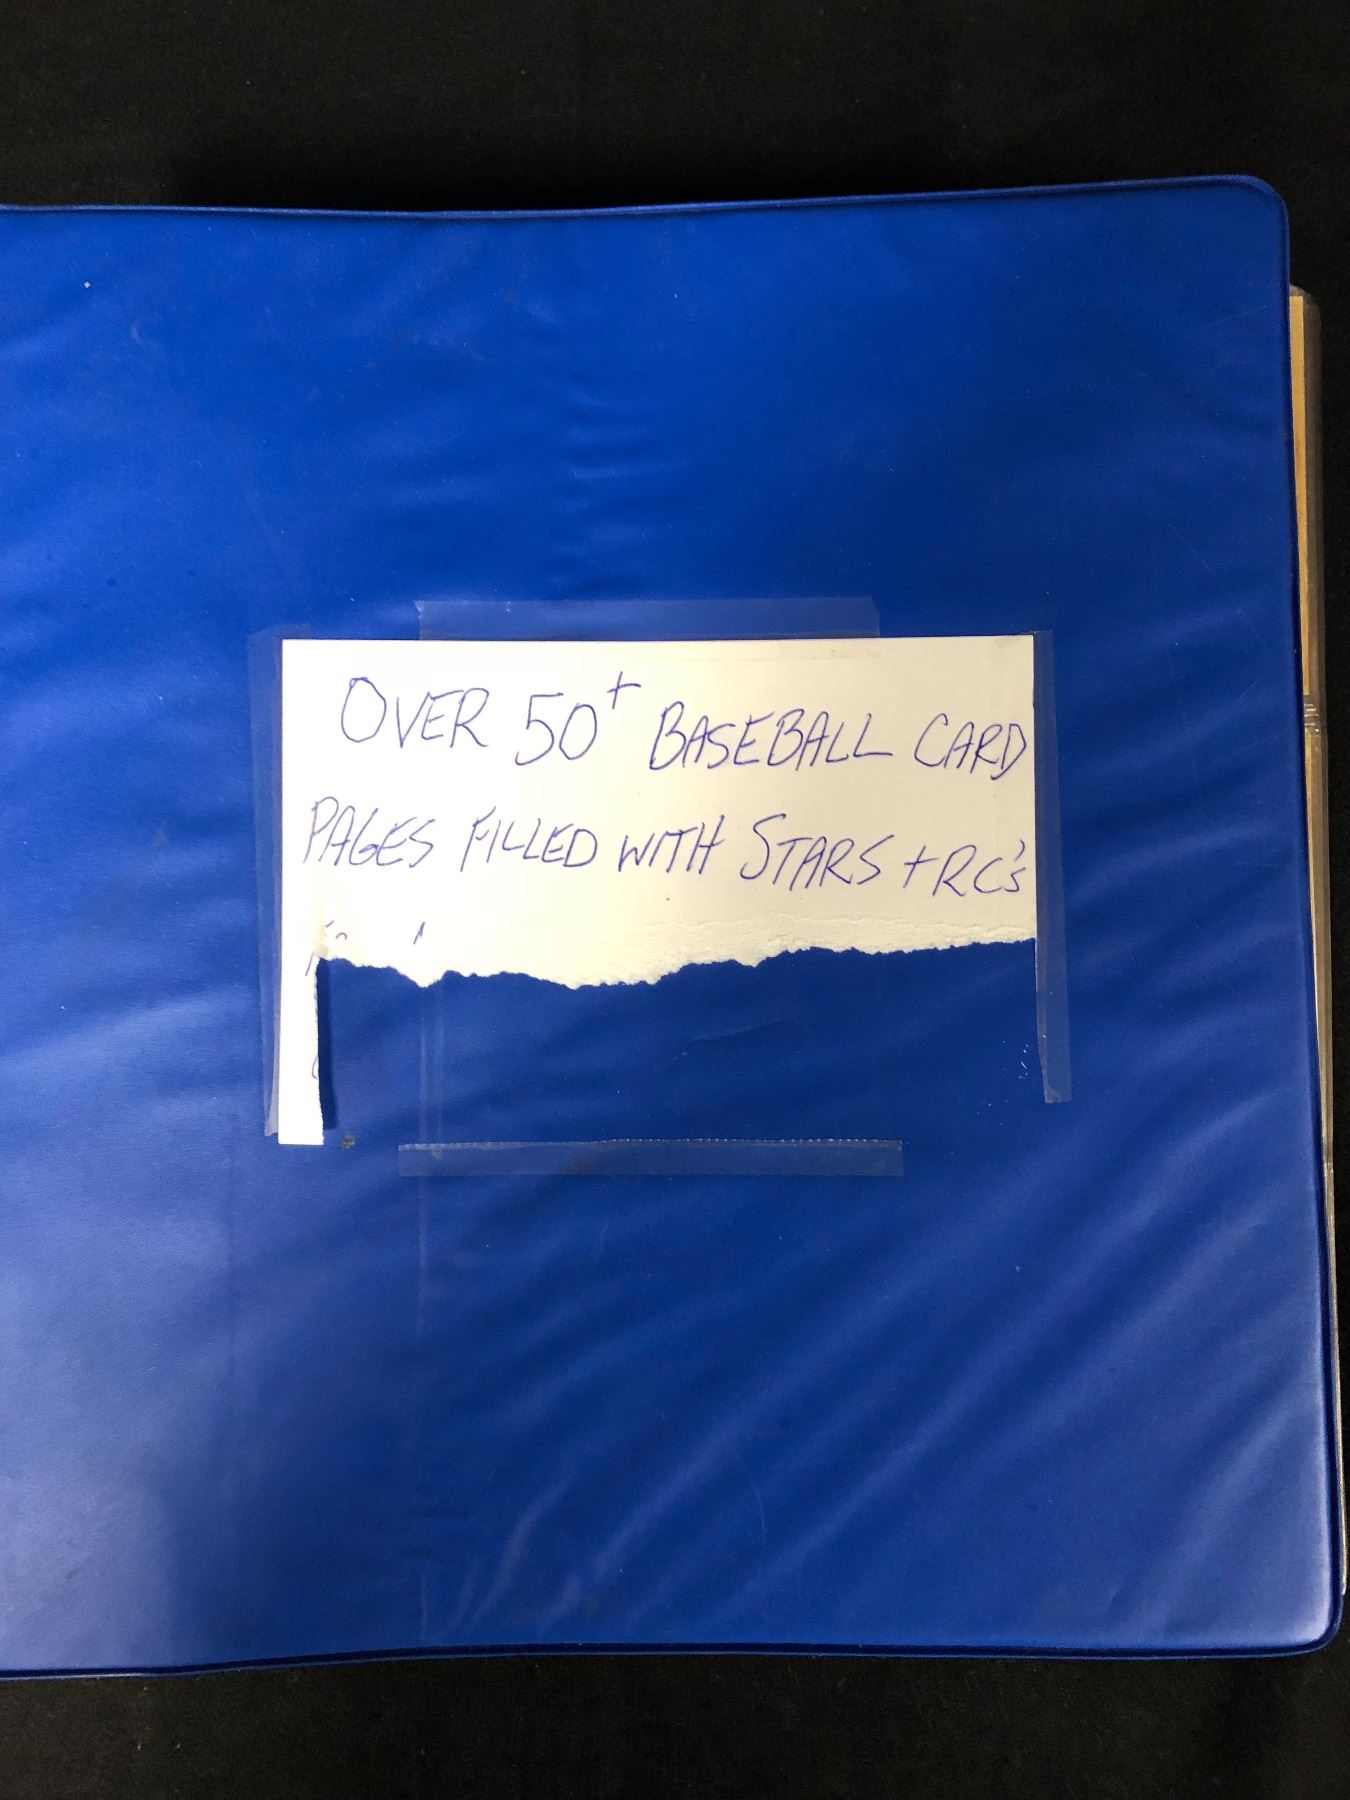 OVER 50+ BASEBALL CARD
PAGES FILLED WITH STARS + RC's